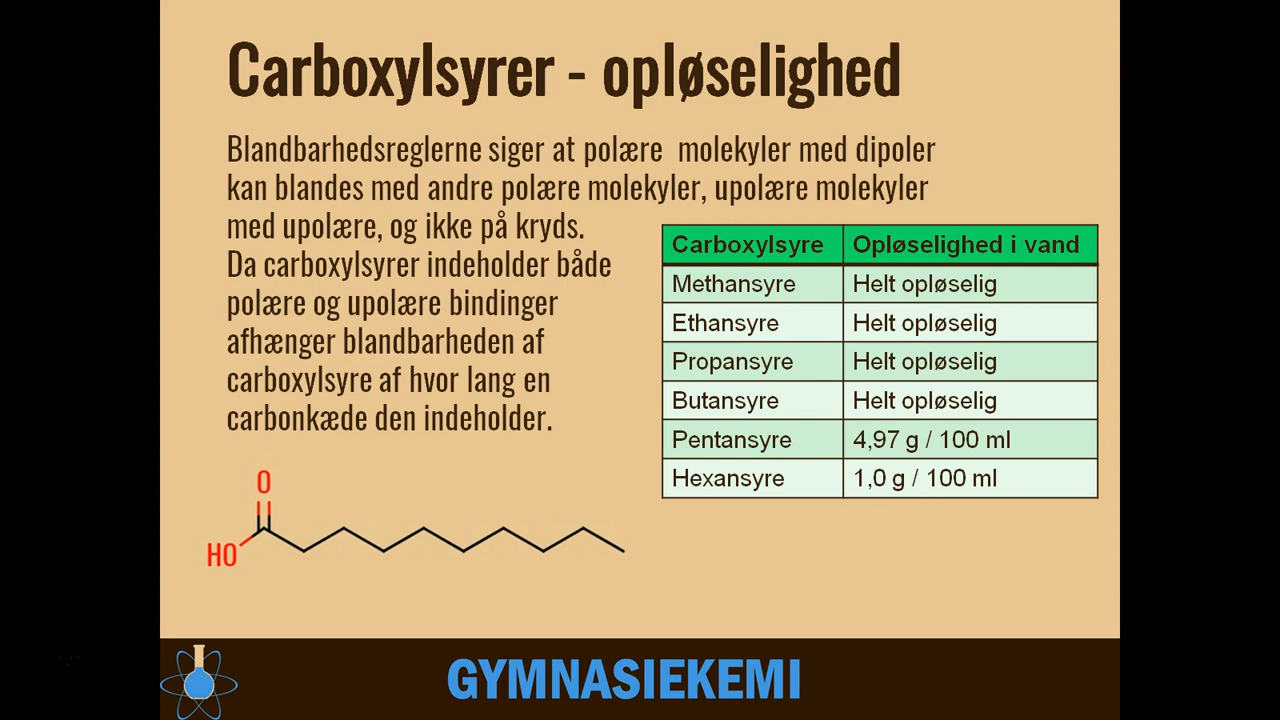 Carboxylsyrer - opløselighed
Blandbarhedsreglerne siger at polære  molekyler med dipoler
kan blandes med andre polære molekyler, upolære molekyler
med upolære, og ikke på kryds.
Da carboxylsyrer indeholder både
polære og upolære bindinger
afhænger blandbarheden af
carboxylsyre af hvor lang en
carbonkæde den indeholder.
Carboxylsyre Opløselighed i vand
Methansyre Helt opløselig
Ethansyre Helt opløselig
Propansyre Helt opløselig
Butansyre Helt opløselig
Pentansyre 4,97 g / 100 ml
Hexansyre 1,0 g / 100 ml
O
HO
GYMNASIEKEMI